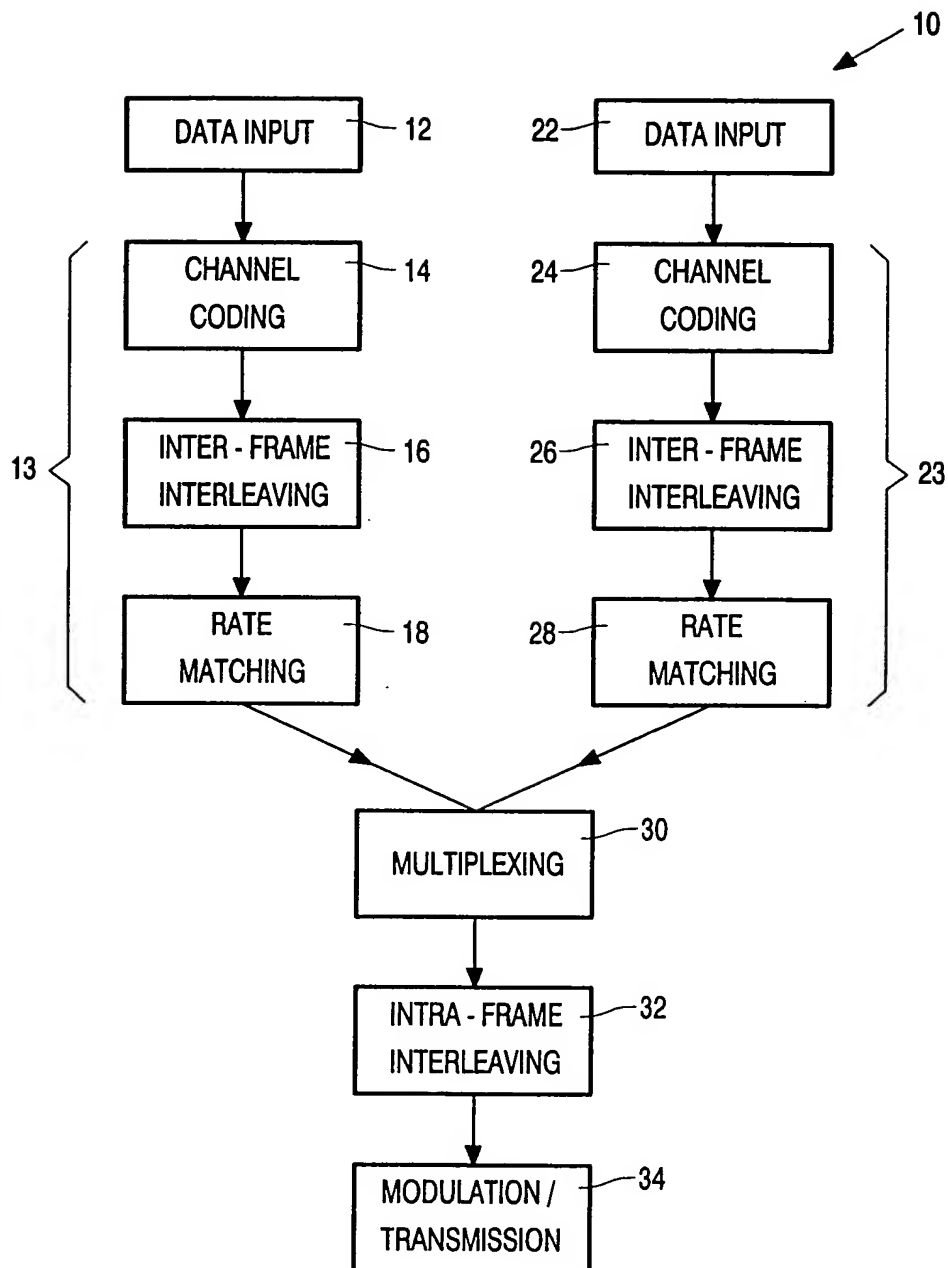 10
DATA INPUT
12
22
DATA INPUT
CHANNEL
CODING
14
24
CHANNEL
CODING
13
INTER - FRAME
INTERLEAVING
16
26
INTER - FRAME
INTERLEAVING
23
RATE
MATCHING
18
28
RATE
MATCHING
MULTIPLEXING
30
INTRA - FRAME
INTERLEAVING
32
MODULATION /
TRANSMISSION
34